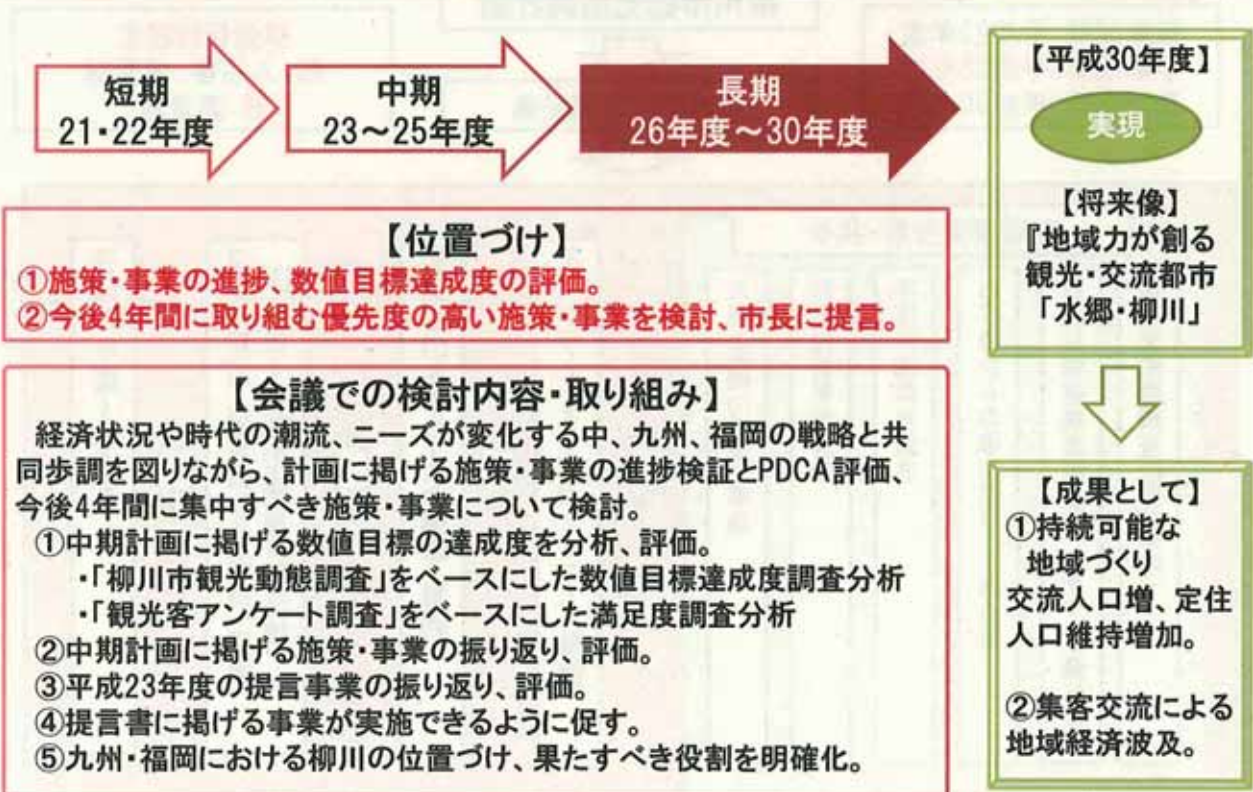 短期
21・22年度
中期
23～25年度
長期
26年度～30年度
【平成30年度】
実現
【将来像】
『地域力が創る
観光・交流都市
「水郷・柳川」
【位置づけ】
①施策・事業の進捗、数値目標達成度の評価。
②今後4年間に取り組む優先度の高い施策・事業を検討、市長に提言。
【会議での検討内容・取り組み】
経済状況や時代の潮流、ニーズが変化する中、九州、福岡の戦略と共
同歩調を図りながら、計画に掲げる施策・事業の進捗検証とPDCA評価、
今後4年間に集中すべき施策・事業について検討。
①中期計画に掲げる数値目標の達成度を分析、評価。
・「柳川市観光動態調査」をベースにした数値目標達成度調査分析
・「観光客アンケート調査」をベースにした満足度調査分析
②中期計画に掲げる施策・事業の振り返り、評価。
③平成23年度の提言事業の振り返り、評価。
④提言書に掲げる事業が実施できるように促す。
⑤九州・福岡における柳川の位置づけ、果たすべき役割を明確化。
【成果として】
①持続可能な
地域づくり
交流人口増、定住
人口維持増加。
②集客交流による
地域経済波及。